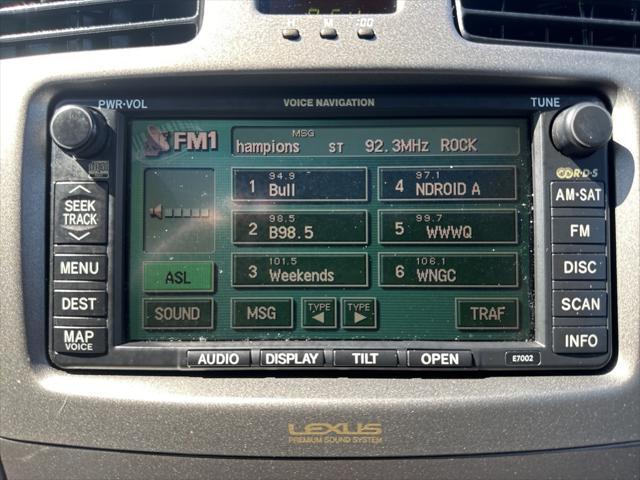 H M :00
PWR·VOL
VOICE NAVIGATION
TUNE
FM1
MSG
hampions ST 92.3MHz ROCK
R·D·S
SEEK
TRACK
MENU
DEST
MAP
VOICE
94.9
1 Bull
97.1
4 NDROID A
98.5
2 B98.5
99.7
5 WWWQ
101.5
3 Weekends
106.1
6 WNGC
ASL
SOUND
MSG
TYPE
TYPE
TRAF
AM·SAT
FM
DISC
SCAN
INFO
AUDIO
DISPLAY
TILT
OPEN
E7002
LEXUS
PREMIUM SOUND SYSTEM